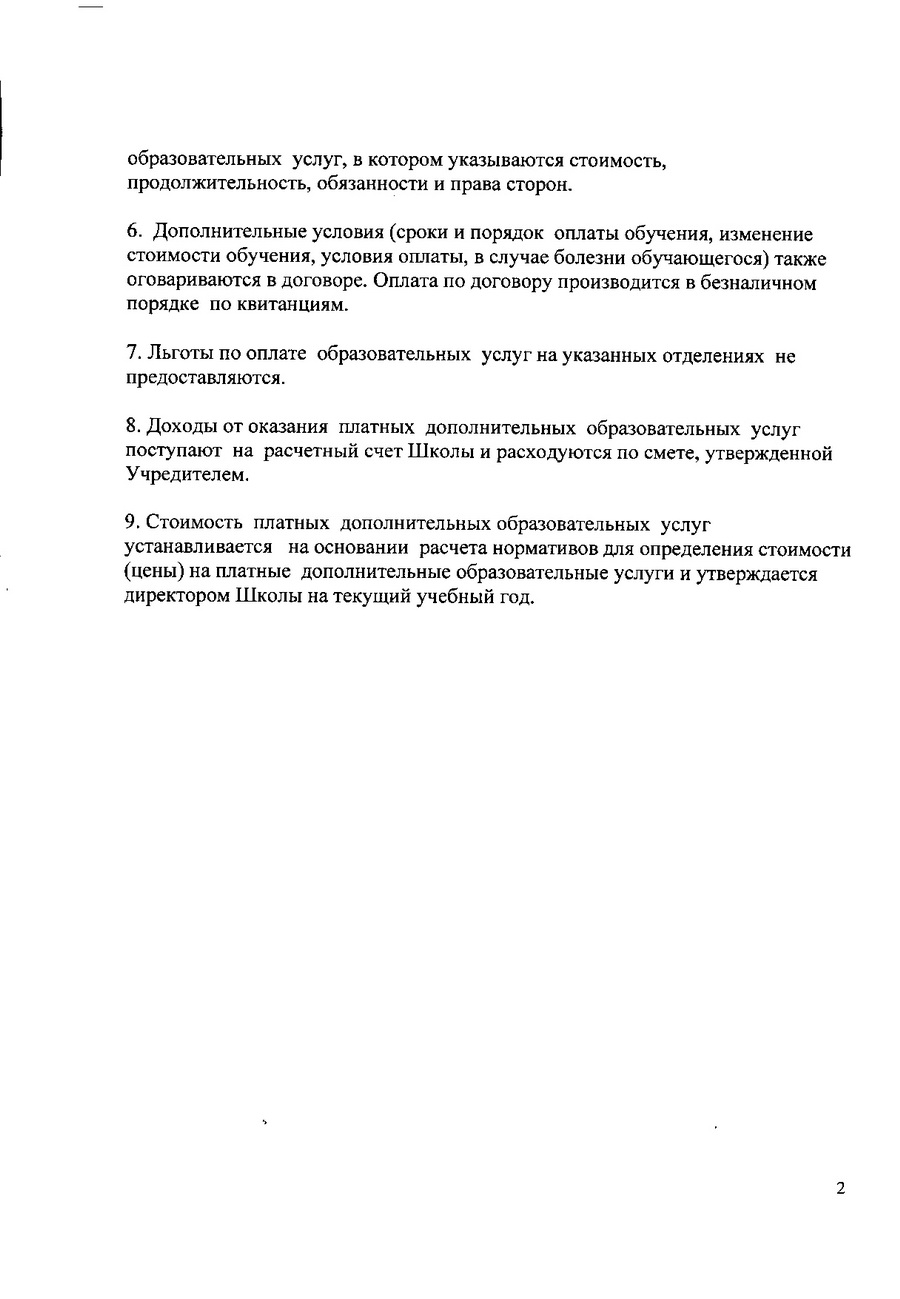 образовательных услуг, в котором указываются стоимость,
продолжительность, обязанности и права сторон.
6. Дополнительные условия (сроки и порядок оплаты обучения, изменение
стоимости обучения, условия оплаты, в случае болезни обучающегося) также
оговариваются в договоре. Оплата по договору производится в безналичном
порядке по квитанциям.
7. Льготы по оплате образовательных услуг на указанных отделениях не
предоставляются.
8. Доходы от оказания платных дополнительных образовательных услуг
поступают на расчетный счет Школы и расходуются по смете, утвержденной
Учредителем.
9. Стоимость платных дополнительных образовательных услуг
устанавливается на основании расчета нормативов для определения стоимости
(цены) на платные дополнительные образовательные услуги и утверждается
директором Школы на текущий учебный год.
2